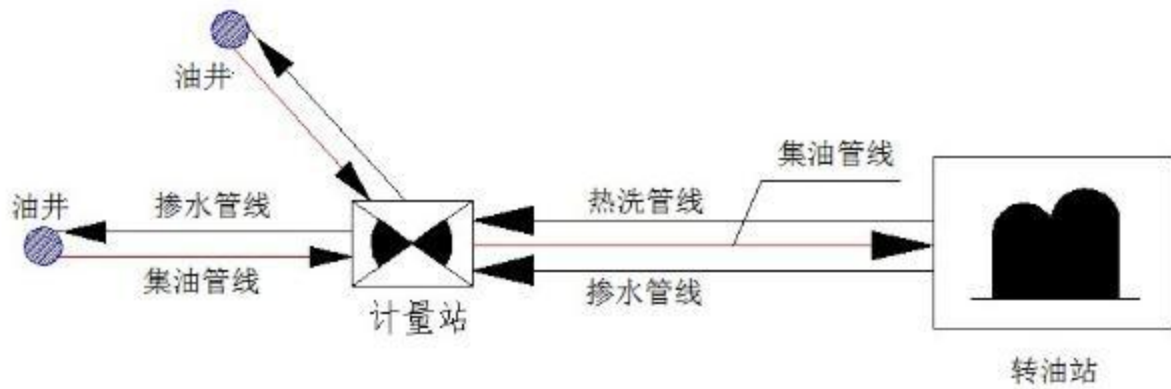 油井
集油管线
油井
掺水管线
热洗管线
集油管线
掺水管线
计量站
转油站